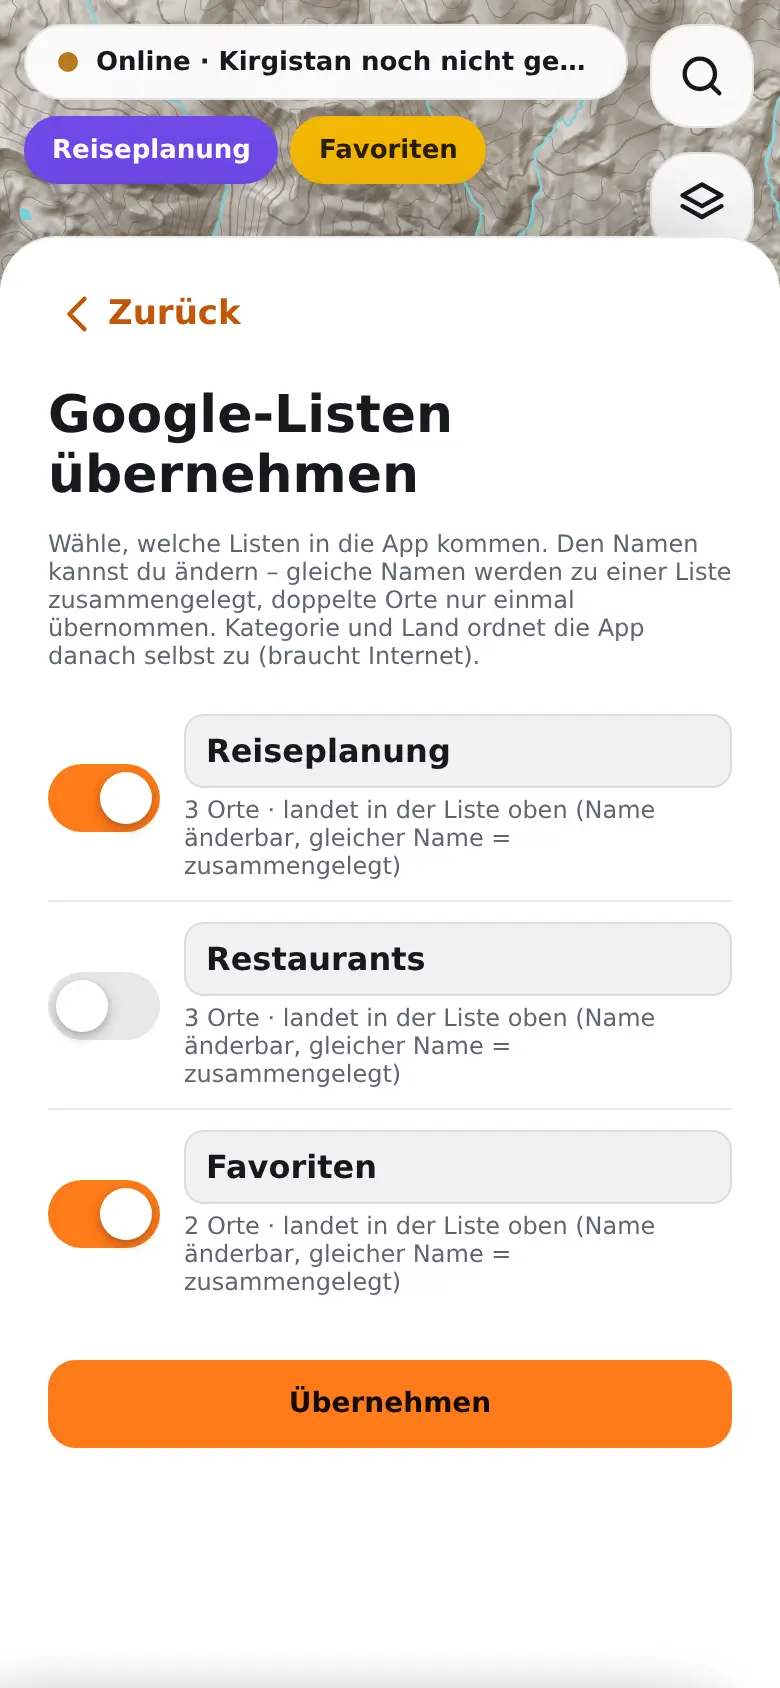 Online · Kirgistan noch nicht ge…
Reiseplanung
Favoriten
Zurück
Google-Listen
übernehmen
Wähle, welche Listen in die App kommen. Den Namen
kannst du ändern – gleiche Namen werden zu einer Liste
zusammengelegt, doppelte Orte nur einmal
übernommen. Kategorie und Land ordnet die App
danach selbst zu (braucht Internet).
Reiseplanung
3 Orte · landet in der Liste oben (Name
änderbar, gleicher Name =
zusammengelegt)
Restaurants
3 Orte · landet in der Liste oben (Name
änderbar, gleicher Name =
zusammengelegt)
Favoriten
2 Orte · landet in der Liste oben (Name
änderbar, gleicher Name =
zusammengelegt)
Übernehmen